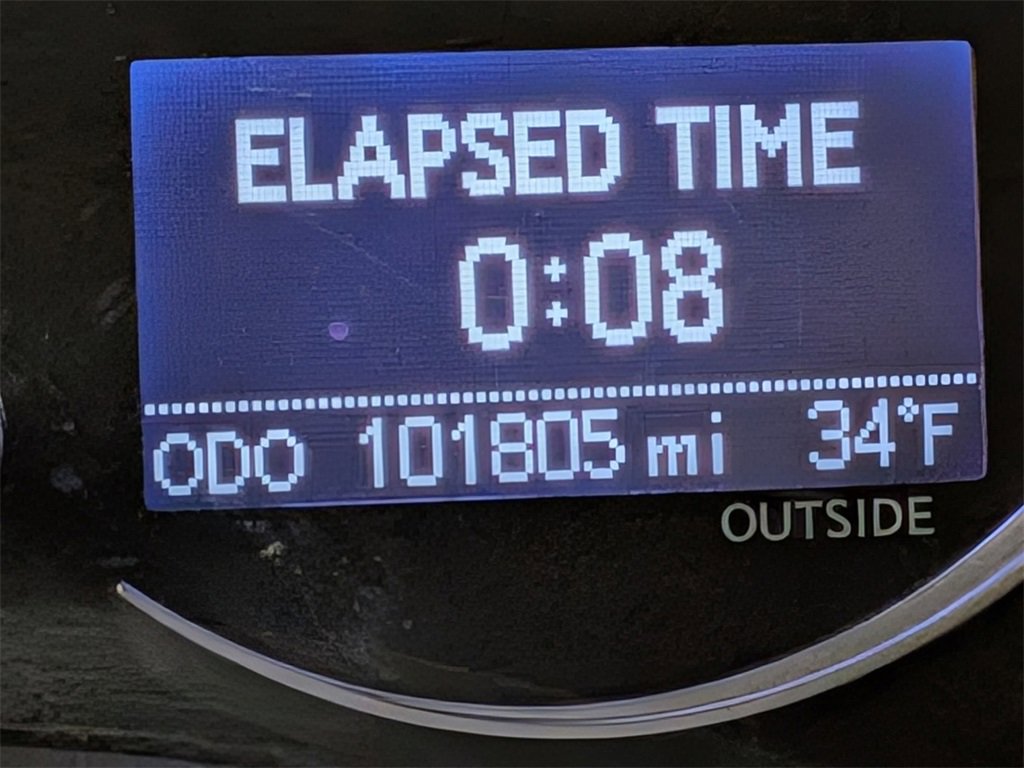 ELAPSED TIME
0:08
ODO 101805 mi 34°F
OUTSIDE